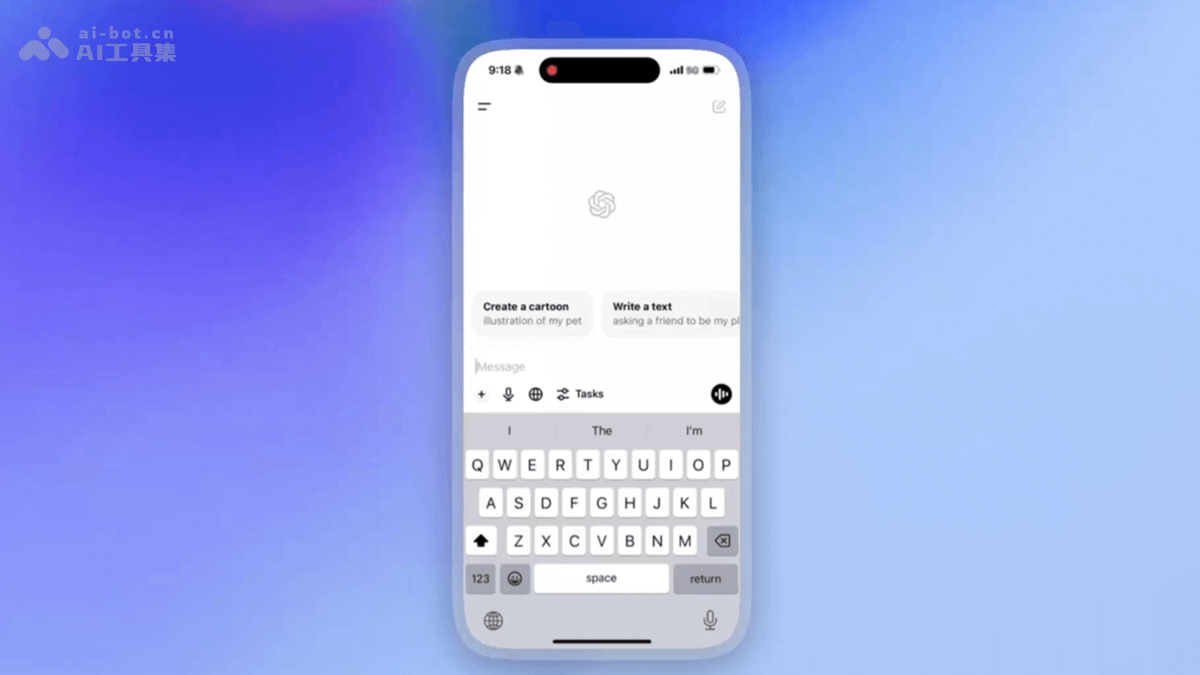 ai-bot.cn
AI工具集
9:18
5G
Create a cartoon
illustration of my pet
Write a text
asking a friend to be my pl
Message
Tasks
I The I'm
Q W E R T Y U I O P
A S D F G H J K L
Z X C V B N M
123 space return